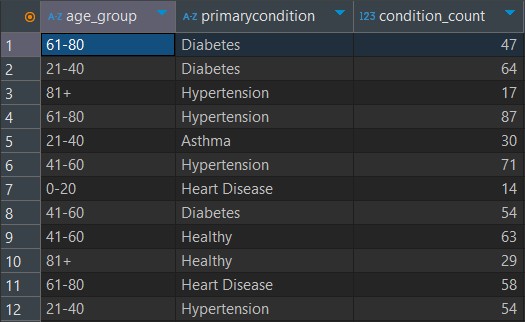 A-Z age_group A-Z primarycondition 123 condition_count
1 61-80 Diabetes 47
2 21-40 Diabetes 64
3 81+ Hypertension 17
4 61-80 Hypertension 87
5 21-40 Asthma 30
6 41-60 Hypertension 71
7 0-20 Heart Disease 14
8 41-60 Diabetes 54
9 41-60 Healthy 63
10 81+ Healthy 29
11 61-80 Heart Disease 58
12 21-40 Hypertension 54